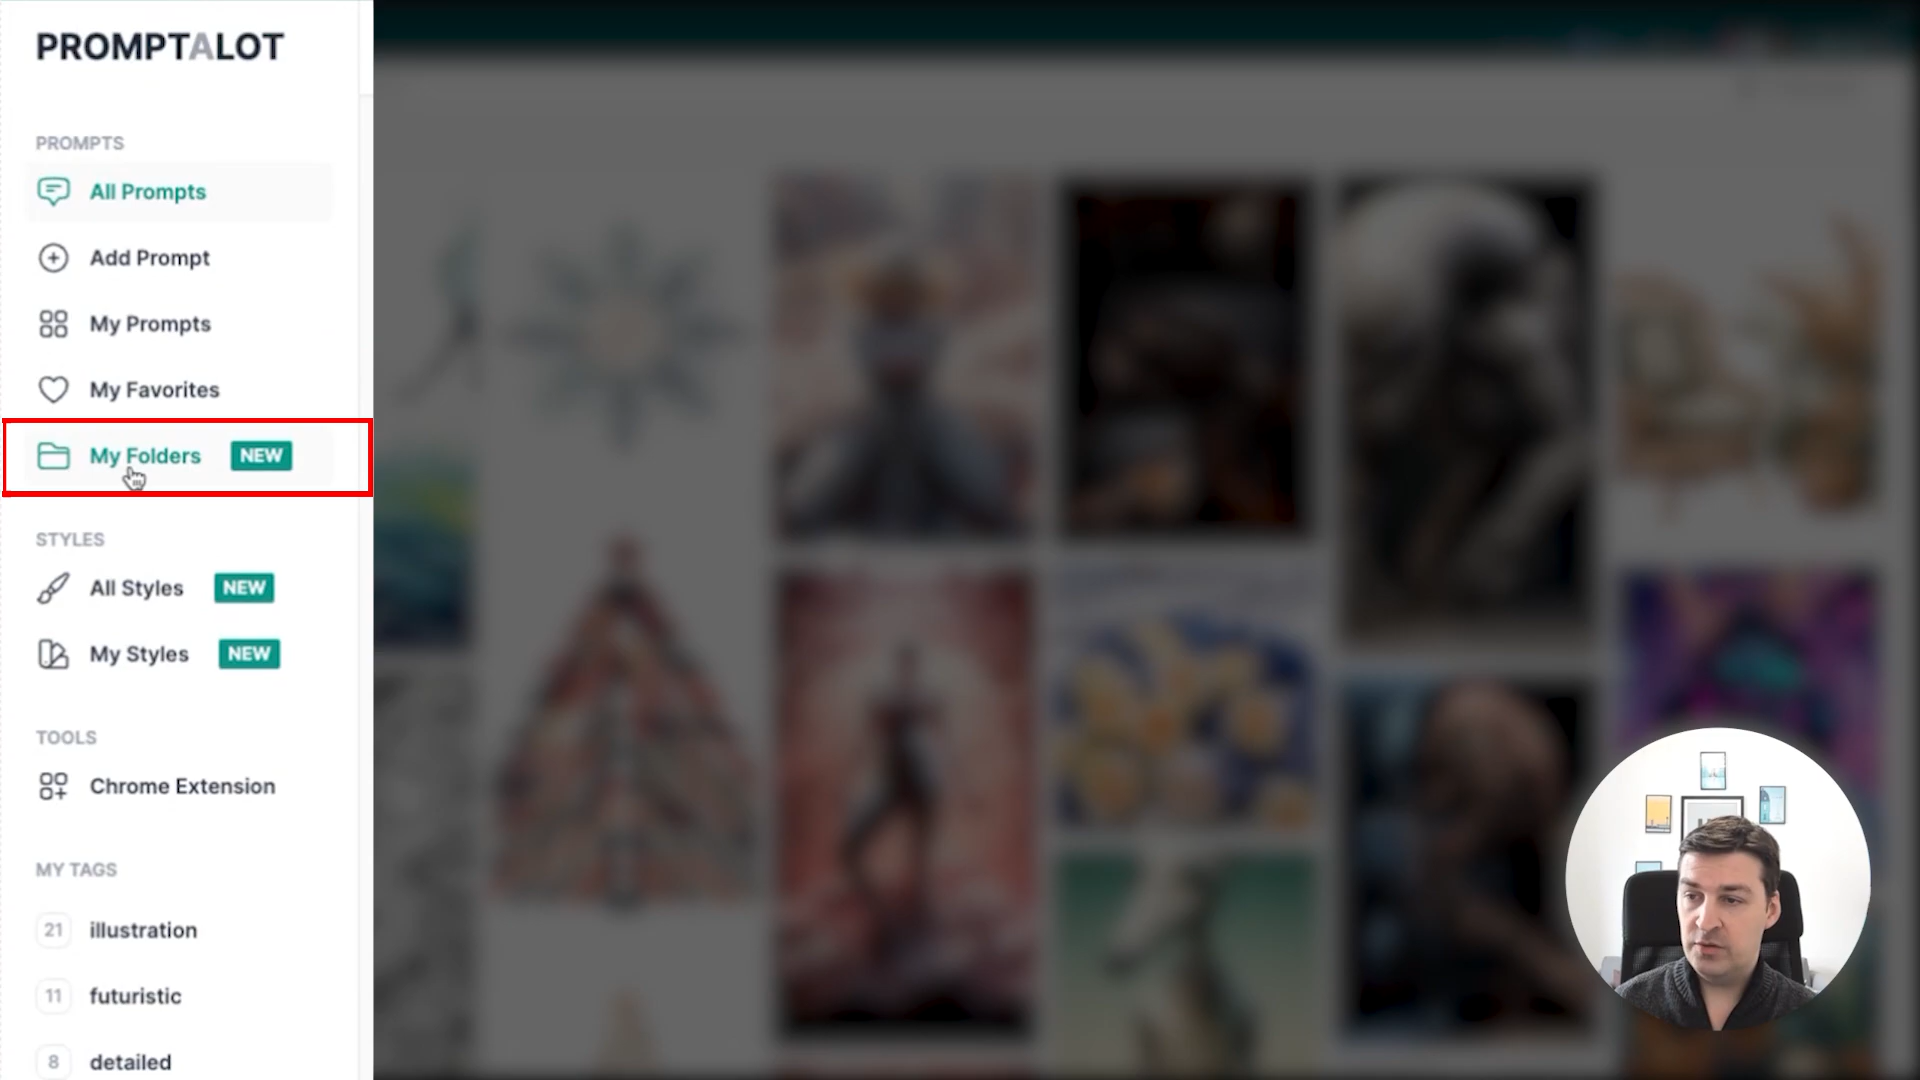 PROMPTALOT
PROMPTS
All Prompts
Add Prompt
My Prompts
My Favorites
My Folders NEW
STYLES
All Styles NEW
My Styles NEW
TOOLS
Chrome Extension
MY TAGS
21 illustration
11 futuristic
8 detailed